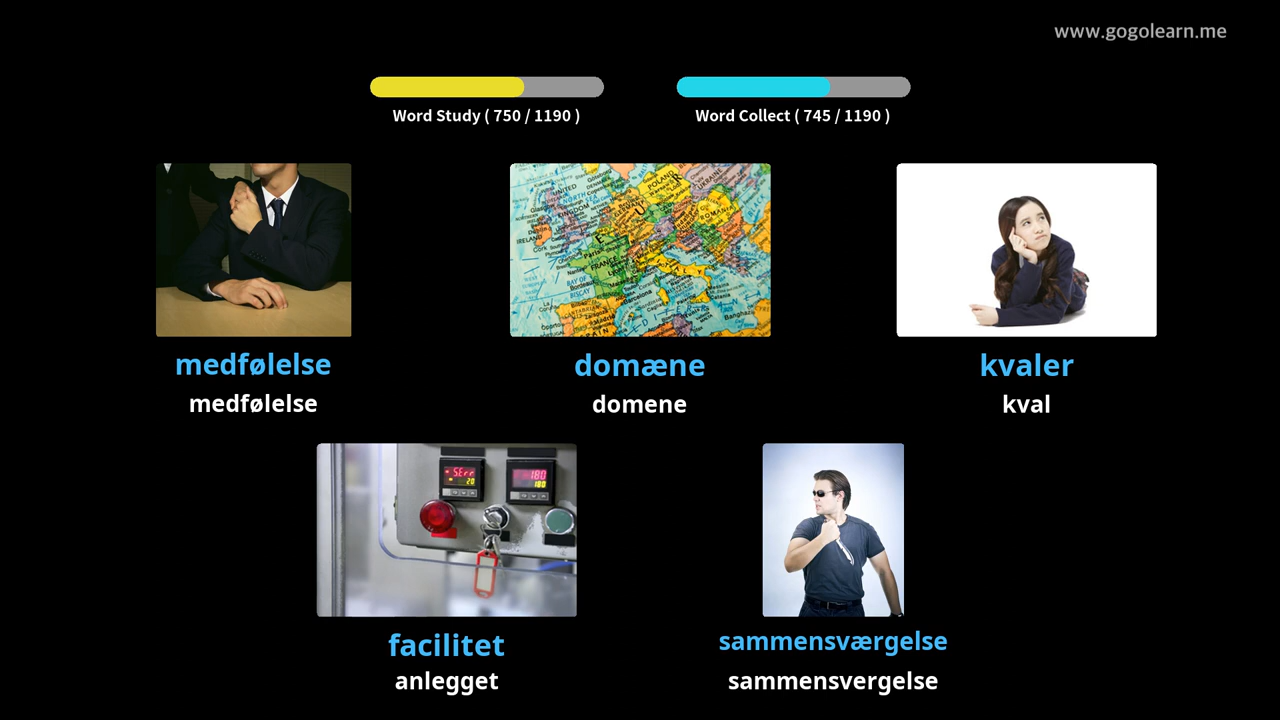 www.gogolearn.me
Word Study ( 750 / 1190 )
Word Collect ( 745 / 1190 )
medfølelse
medfølelse
domæne
domene
kvaler
kval
facilitet
anlegget
sammensværgelse
sammensvergelse